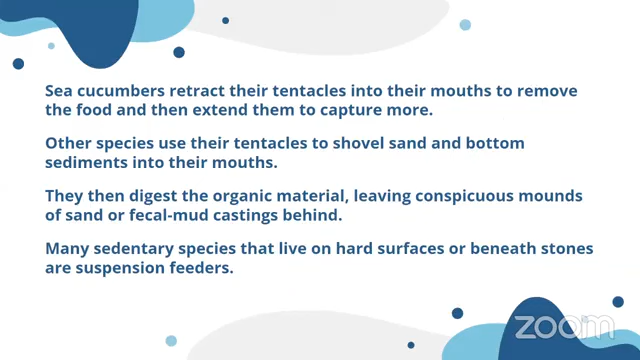 Sea cucumbers retract their tentacles into their mouths to remove
the food and then extend them to capture more.
Other species use their tentacles to shovel sand and bottom
sediments into their mouths.
They then digest the organic material, leaving conspicuous mounds
of sand or fecal-mud castings behind.
Many sedentary species that live on hard surfaces or beneath stones
are suspension feeders.
zoom